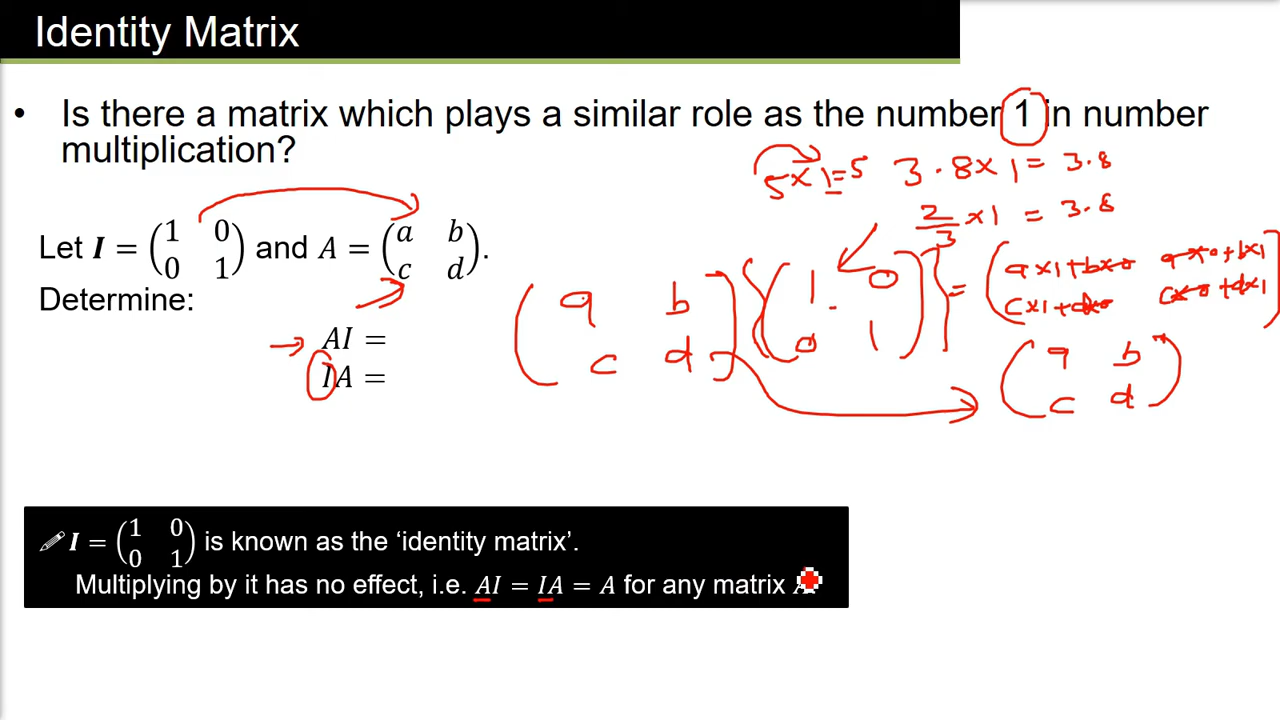 Identity Matrix
• Is there a matrix which plays a similar role as the number 1 in number
multiplication?
5 × 1 = 5 3.8 × 1 = 3.8
2/3 × 1 = 3.8
Let I = (1 0 0 1) and A = (a b c d).
Determine:
AI =
IA =
(a b c d) (1 0 0 1) = (a×1+b×0 a×0+b×1 c×1+d×0 c×0+d×1)
(a b c d)
I = (1 0 0 1) is known as the ‘identity matrix’.
Multiplying by it has no effect, i.e. AI = IA = A for any matrix